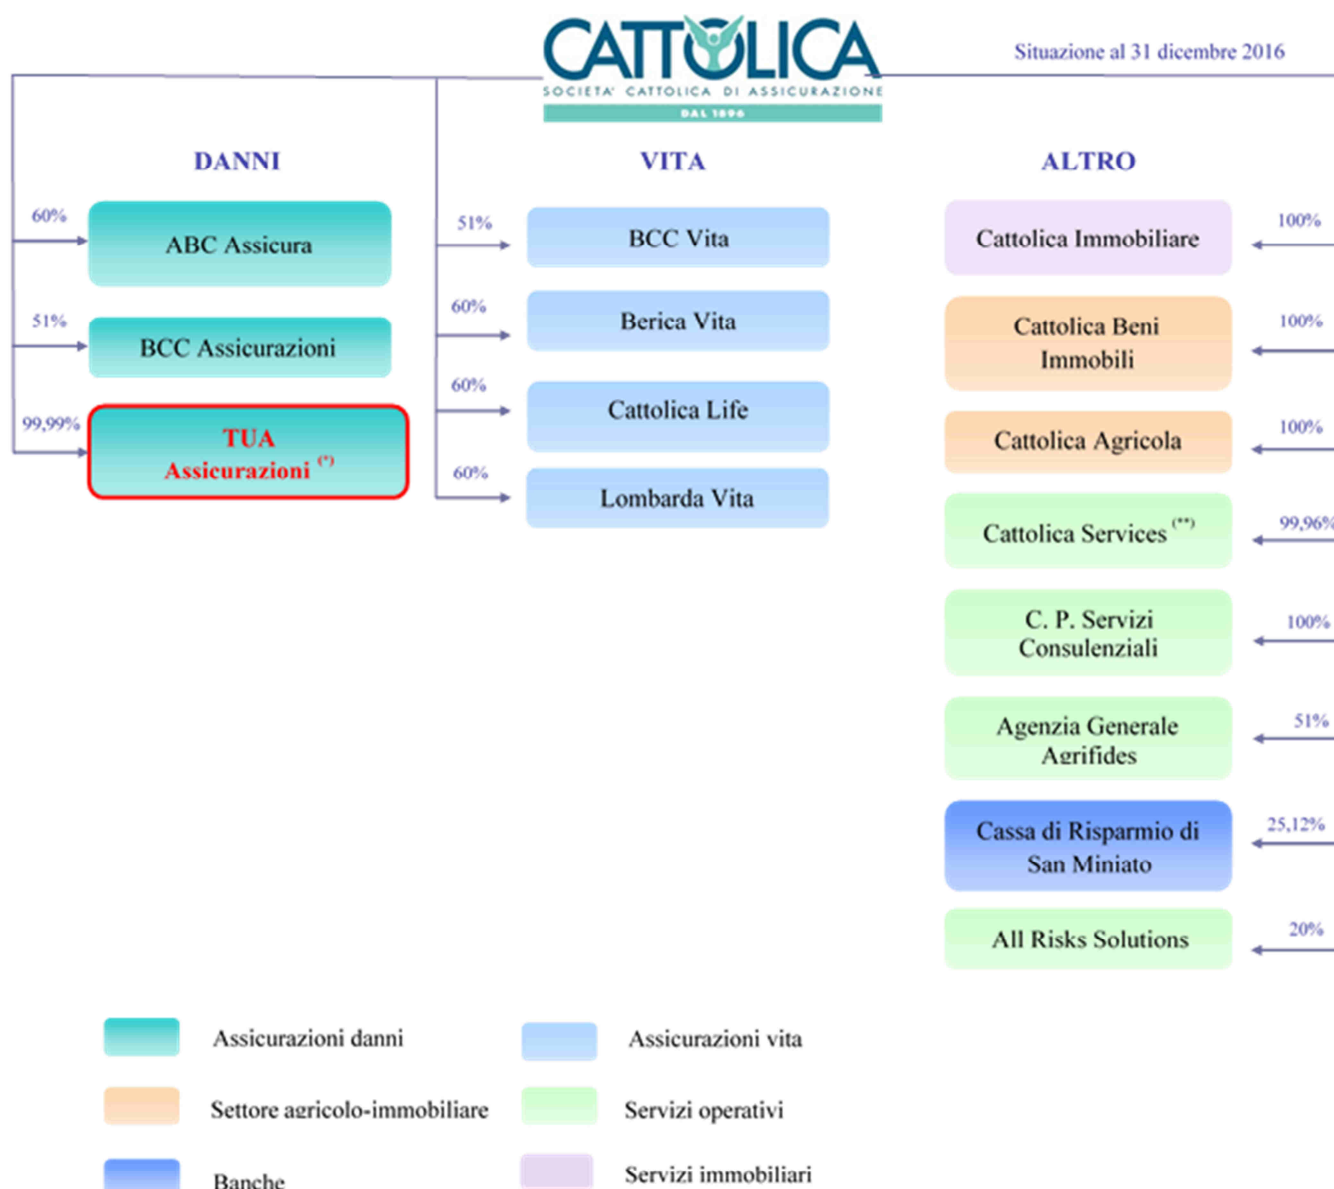 CATTOLICA
SOCIETA' CATTOLICA DI ASSICURAZIONE
DAL 1896
Situazione al 31 dicembre 2016
DANNI
60%
ABC Assicura
51%
BCC Assicurazioni
99,99%
TUA
Assicurazioni (*)
VITA
51%
BCC Vita
60%
Berica Vita
60%
Cattolica Life
60%
Lombarda Vita
ALTRO
Cattolica Immobiliare
100%
Cattolica Beni
Immobili
100%
Cattolica Agricola
100%
Cattolica Services (**)
99,96%
C. P. Servizi
Consulenziali
100%
Agenzia Generale
Agrifides
51%
Cassa di Risparmio di
San Miniato
25,12%
All Risks Solutions
20%
Assicurazioni danni
Assicurazioni vita
Settore agricolo-immobiliare
Servizi operativi
Banche
Servizi immobiliari